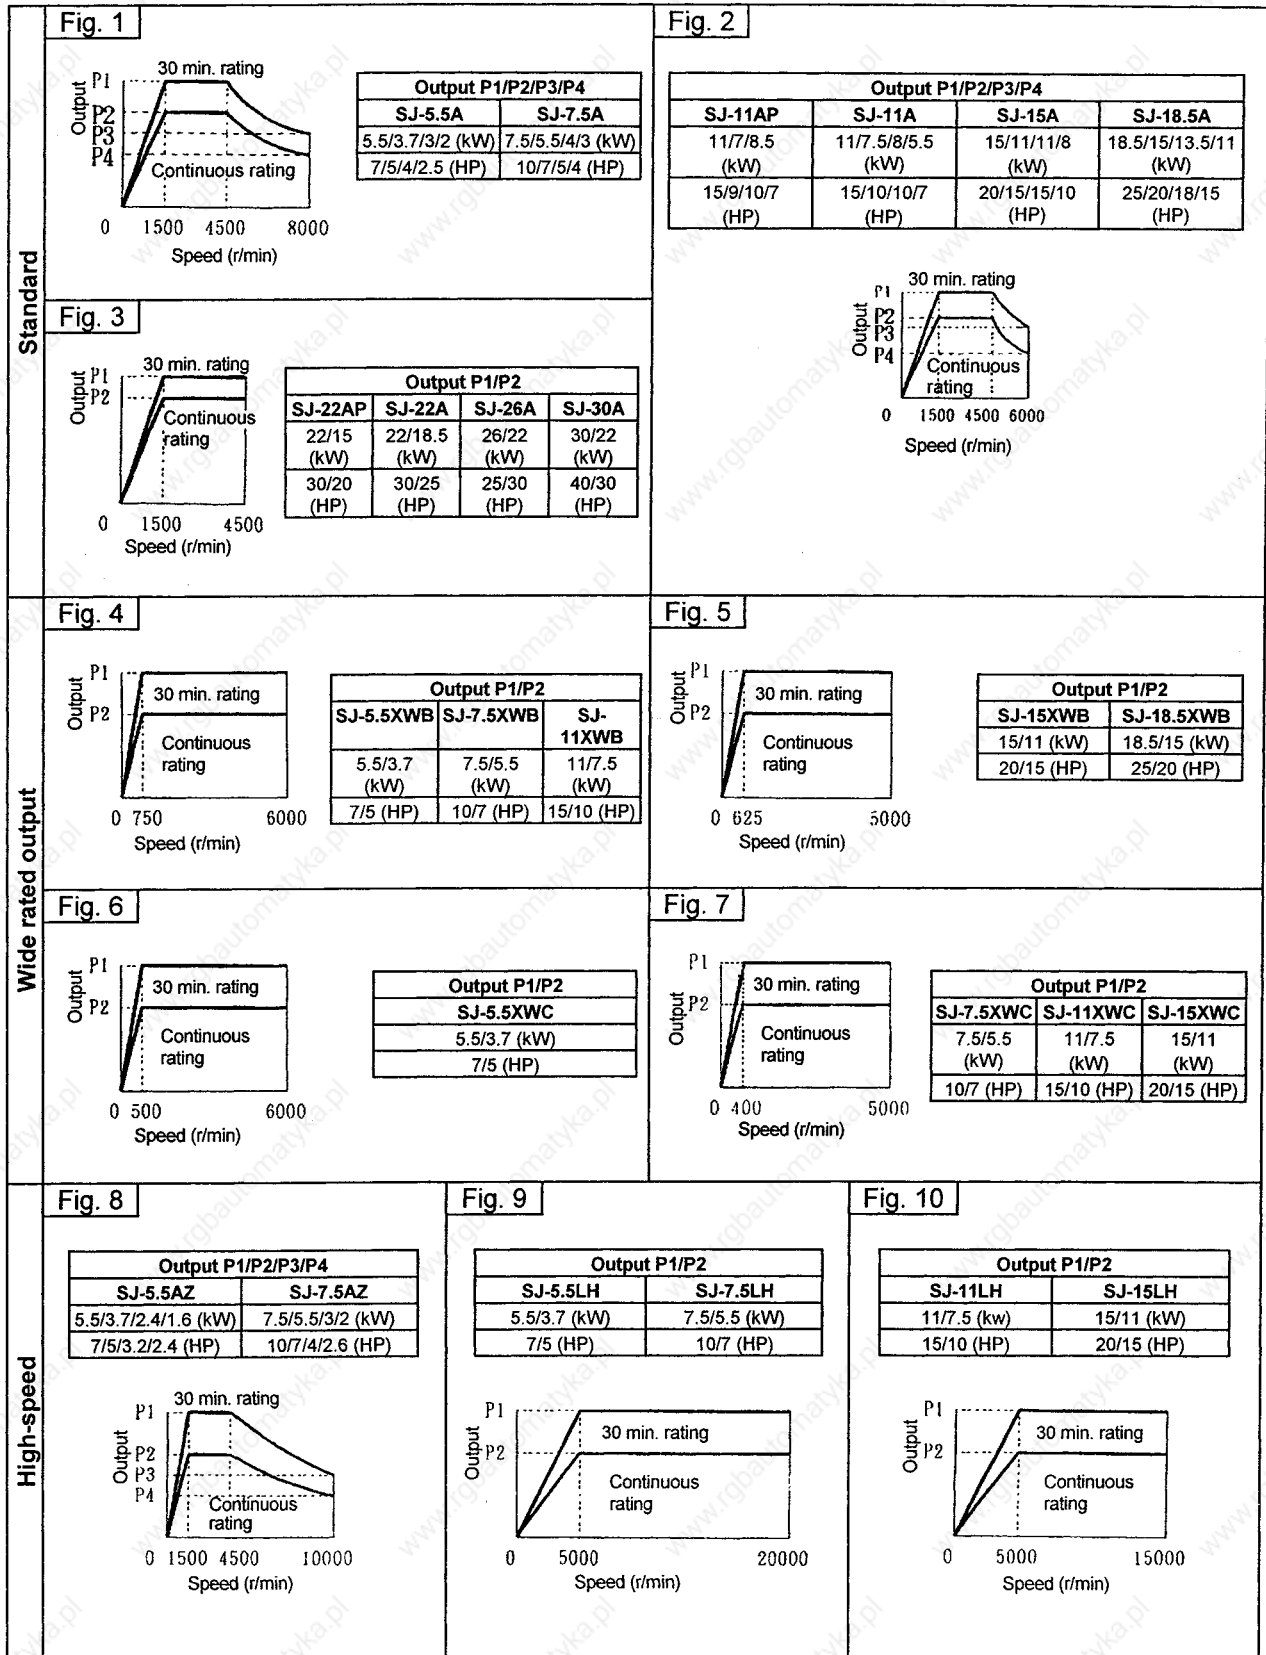 Standard
Fig. 1
P1
P2
P3
P4
Output
30 min. rating
Continuous rating
0 1500 4500 8000
Speed (r/min)
Output P1/P2/P3/P4
SJ-5.5A SJ-7.5A
5.5/3.7/3/2 (kW) 7.5/5.5/4/3 (kW)
7/5/4/2.5 (HP) 10/7/5/4 (HP)
Fig. 2
Output P1/P2/P3/P4
SJ-11AP SJ-11A SJ-15A SJ-18.5A
11/7/8.5 11/7.5/8/5.5 15/11/11/8 18.5/15/13.5/11
(kW) (kW) (kW) (kW)
15/9/10/7 15/10/10/7 20/15/15/10 25/20/18/15
(HP) (HP) (HP) (HP)
30 min. rating
P1
P2
P3
P4
Output
Continuous
rating
0 1500 4500 6000
Speed (r/min)
Fig. 3
30 min. rating
P1
P2
Output
Continuous
rating
0 1500 4500
Speed (r/min)
Output P1/P2
SJ-22AP SJ-22A SJ-26A SJ-30A
22/15 22/18.5 26/22 30/22
(kW) (kW) (kW) (kW)
30/20 30/25 25/30 40/30
(HP) (HP) (HP) (HP)
Wide rated output
Fig. 4
P1
P2
Output
30 min. rating
Continuous
rating
0 750 6000
Speed (r/min)
Output P1/P2
SJ-5.5XWB SJ-7.5XWB SJ-
11XWB
5.5/3.7 7.5/5.5 11/7.5
(kW) (kW) (kW)
7/5 (HP) 10/7 (HP) 15/10 (HP)
Fig. 5
P1
P2
Output
30 min. rating
Continuous
rating
0 625 5000
Speed (r/min)
Output P1/P2
SJ-15XWB SJ-18.5XWB
15/11 (kW) 18.5/15 (kW)
20/15 (HP) 25/20 (HP)
Fig. 6
P1
P2
Output
30 min. rating
Continuous
rating
0 500 6000
Speed (r/min)
Output P1/P2
SJ-5.5XWC
5.5/3.7 (kW)
7/5 (HP)
Fig. 7
P1
P2
Output
30 min. rating
Continuous
rating
0 400 5000
Speed (r/min)
Output P1/P2
SJ-7.5XWC SJ-11XWC SJ-15XWC
7.5/5.5 11/7.5 15/11
(kW) (kW) (kW)
10/7 (HP) 15/10 (HP) 20/15 (HP)
High-speed
Fig. 8
Output P1/P2/P3/P4
SJ-5.5AZ SJ-7.5AZ
5.5/3.7/2.4/1.6 (kW) 7.5/5.5/3/2 (kW)
7/5/3.2/2.4 (HP) 10/7/4/2.6 (HP)
30 min. rating
P1
P2
P3
P4
Output
Continuous
rating
0 1500 4500 10000
Speed (r/min)
Fig. 9
Output P1/P2
SJ-5.5LH SJ-7.5LH
5.5/3.7 (kW) 7.5/5.5 (kW)
7/5 (HP) 10/7 (HP)
P1
P2
Output
30 min. rating
Continuous
rating
0 5000 20000
Speed (r/min)
Fig. 10
Output P1/P2
SJ-11LH SJ-15LH
11/7.5 (kw) 15/11 (kW)
15/10 (HP) 20/15 (HP)
P1
P2
Output
30 min. rating
Continuous
rating
0 5000 15000
Speed (r/min)
www.rgbautomatyka.pl